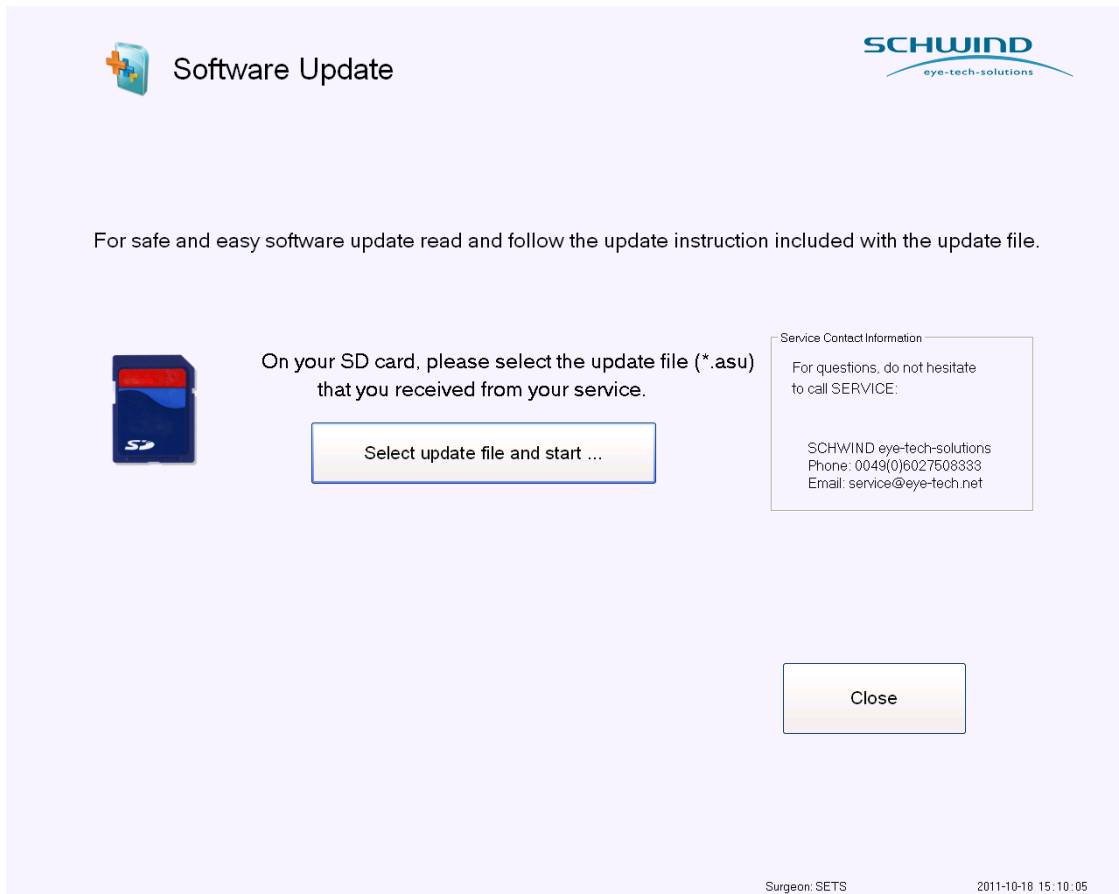 Software Update
SCHWIND
eye-tech-solutions
For safe and easy software update read and follow the update instruction included with the update file.
On your SD card, please select the update file (*.asu)
that you received from your service.
Select update file and start ...
SD
Service Contact Information
For questions, do not hesitate
to call SERVICE:
SCHWIND eye-tech-solutions
Phone: 0049(0)6027508333
Email: service@eye-tech.net
Close
Surgeon: SETS
2011-10-18 15:10:05